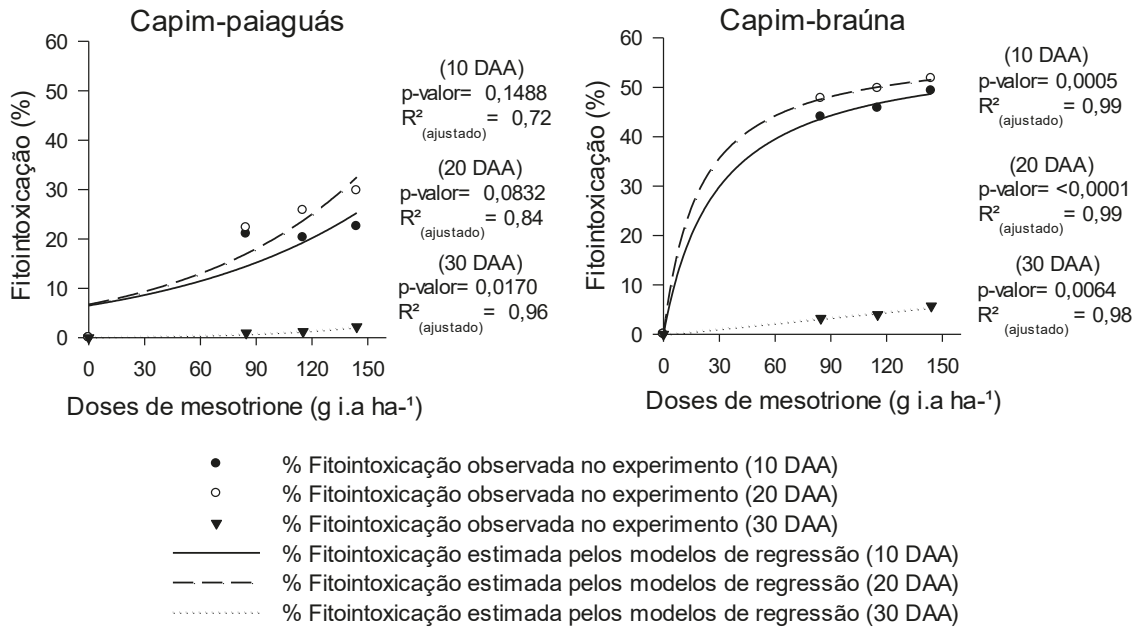 Capim-paiaguás
60
50
40
30
20
10
0
Fitointoxicação (%)
0 30 60 90 120 150
Doses de mesotrione (g i.a ha-¹)
(10 DAA)
p-valor= 0,1488
R² (ajustado) = 0,72
(20 DAA)
p-valor= 0,0832
R² (ajustado) = 0,84
(30 DAA)
p-valor= 0,0170
R² (ajustado) = 0,96
Capim-braúna
60
50
40
30
20
10
0
Fitointoxicação (%)
0 30 60 90 120 150
Doses de mesotrione (g i.a ha-¹)
(10 DAA)
p-valor= 0,0005
R² (ajustado) = 0,99
(20 DAA)
p-valor= <0,0001
R² (ajustado) = 0,99
(30 DAA)
p-valor= 0,0064
R² (ajustado) = 0,98
% Fitointoxicação observada no experimento (10 DAA)
% Fitointoxicação observada no experimento (20 DAA)
% Fitointoxicação observada no experimento (30 DAA)
% Fitointoxicação estimada pelos modelos de regressão (10 DAA)
% Fitointoxicação estimada pelos modelos de regressão (20 DAA)
% Fitointoxicação estimada pelos modelos de regressão (30 DAA)